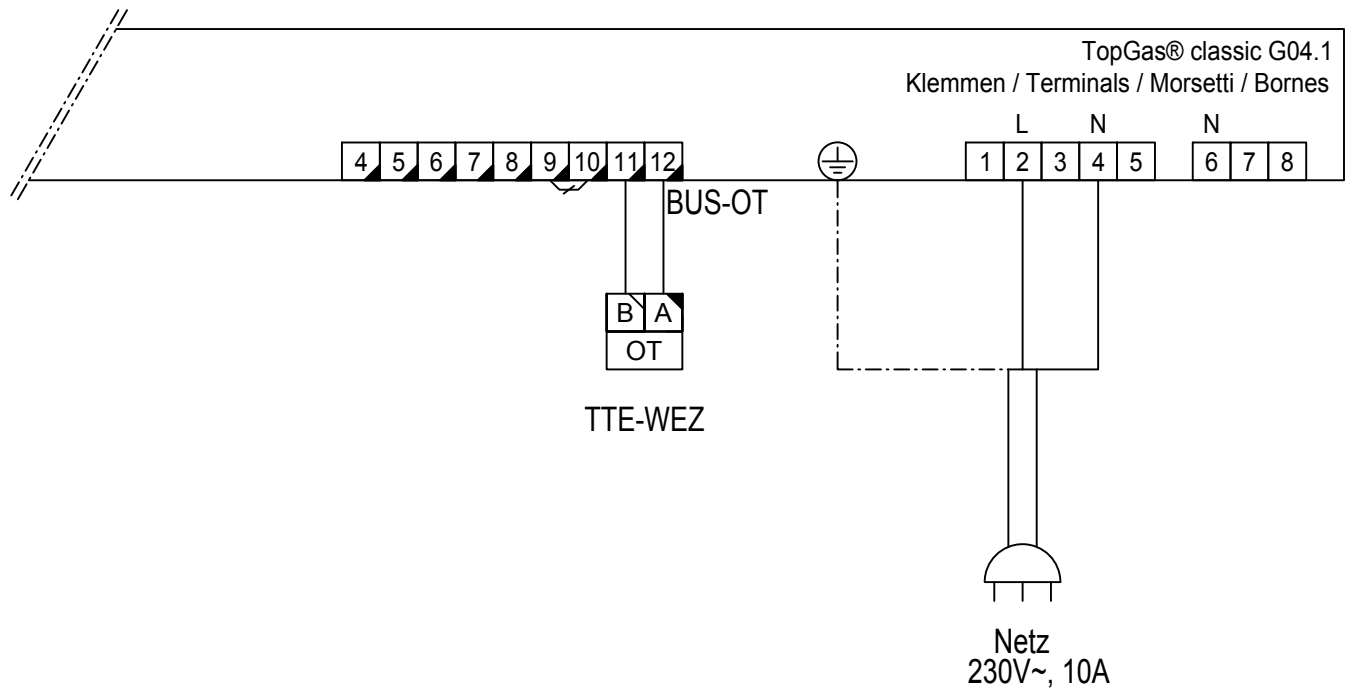 TopGas® classic G04.1
Klemmen / Terminals / Morsetti / Bornes
L N N
4 5 6 7 8 9 10 11 12 1 2 3 4 5 6 7 8
BUS-OT
B A
OT
TTE-WEZ
Netz
230V~, 10A